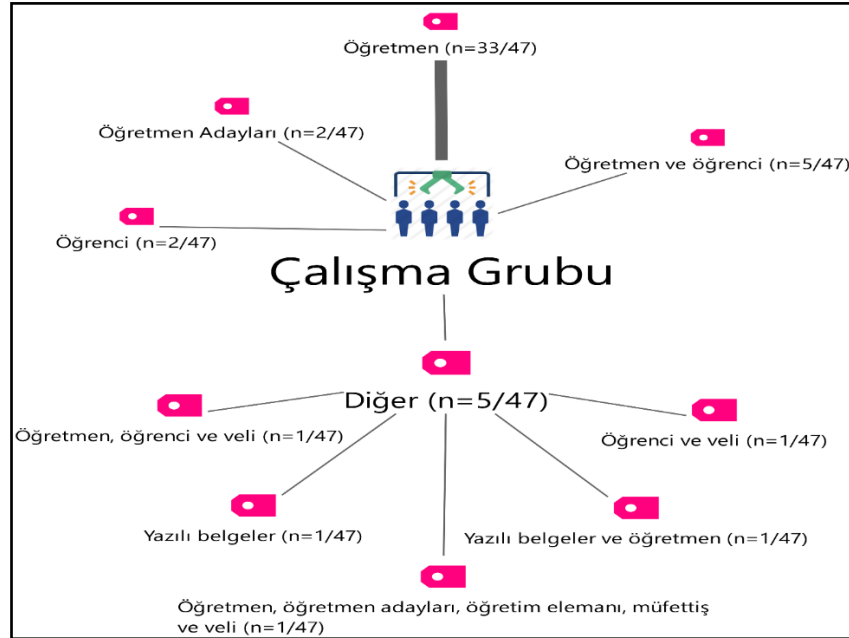 Öğretmen (n=33/47)
Öğretmen Adayları (n=2/47)
Öğretmen ve öğrenci (n=5/47)
Öğrenci (n=2/47)
Çalışma Grubu
Diğer (n=5/47)
Öğretmen, öğrenci ve veli (n=1/47)
Öğrenci ve veli (n=1/47)
Yazılı belgeler (n=1/47)
Yazılı belgeler ve öğretmen (n=1/47)
Öğretmen, öğretmen adayları, öğretim elemanı, müfettiş
ve veli (n=1/47)